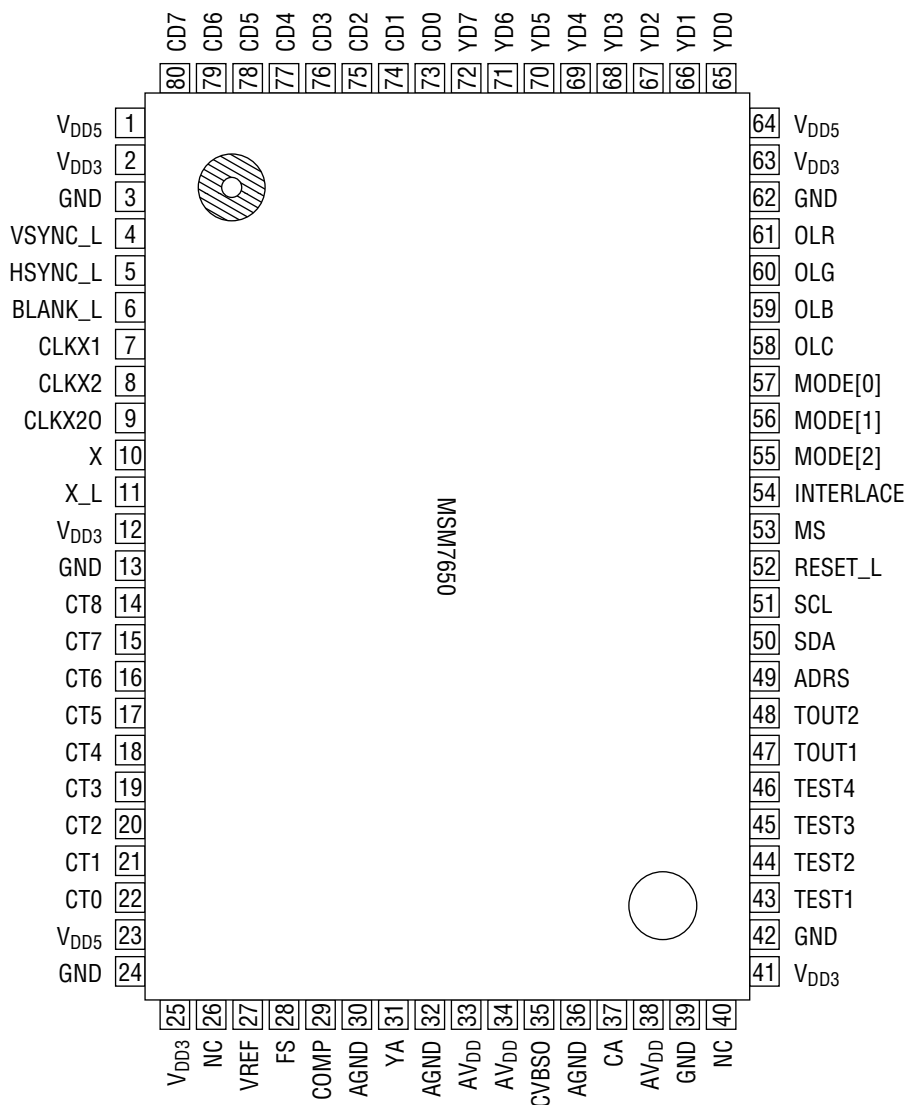 CD7 CD6 CD5 CD4 CD3 CD2 CD1 CD0 YD7 YD6 YD5 YD4 YD3 YD2 YD1 YD0
80 79 78 77 76 75 74 73 72 71 70 69 68 67 66 65
VDD5 1 64 VDD5
VDD3 2 63 VDD3
GND 3 62 GND
VSYNC_L 4 61 OLR
HSYNC_L 5 60 OLG
BLANK_L 6 59 OLB
CLKX1 7 58 OLC
CLKX2 8 57 MODE[0]
CLKX2O 9 56 MODE[1]
X 10 55 MODE[2]
X_L 11 54 INTERLACE
VDD3 12 53 MS
GND 13 52 RESET_L
CT8 14 51 SCL
CT7 15 50 SDA
CT6 16 49 ADRS
CT5 17 48 TOUT2
CT4 18 47 TOUT1
CT3 19 46 TEST4
CT2 20 45 TEST3
CT1 21 44 TEST2
CT0 22 43 TEST1
VDD5 23 42 GND
GND 24 41 VDD3
MSM7650
25 26 27 28 29 30 31 32 33 34 35 36 37 38 39 40
VDD3 NC VREF FS COMP AGND YA AGND AVDD AVDD CVBSO AGND CA AVDD GND NC